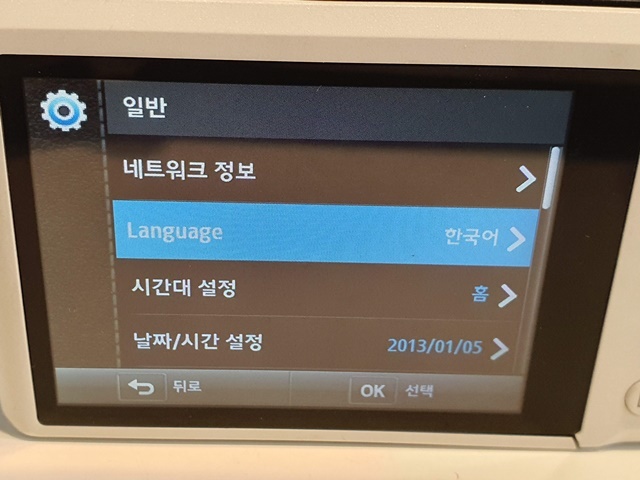 일반
네트워크 정보
Language 한국어
시간대 설정 홈
날짜/시간 설정 2013/01/05
뒤로 OK 선택